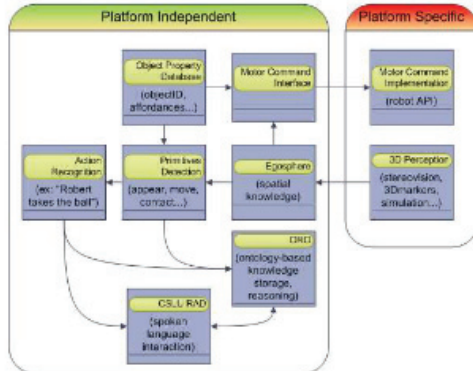 Platform Independent
Platform Specific
Object Property
Database
(objectID,
affordances...)
Motor Command
Interface
Motor Command
Implementation
(robot API)
Action
Recognition
(ex: "Robert
takes the ball")
Primitives
Detection
(appear, move,
contact...)
Egosphere
(spatial
knowledge)
3D Perception
(stereovision,
3Dmarkers,
simulation...)
ORO
(ontology-based
knowledge
storage,
reasoning)
CSLU RAD
(spoken
language
interaction)